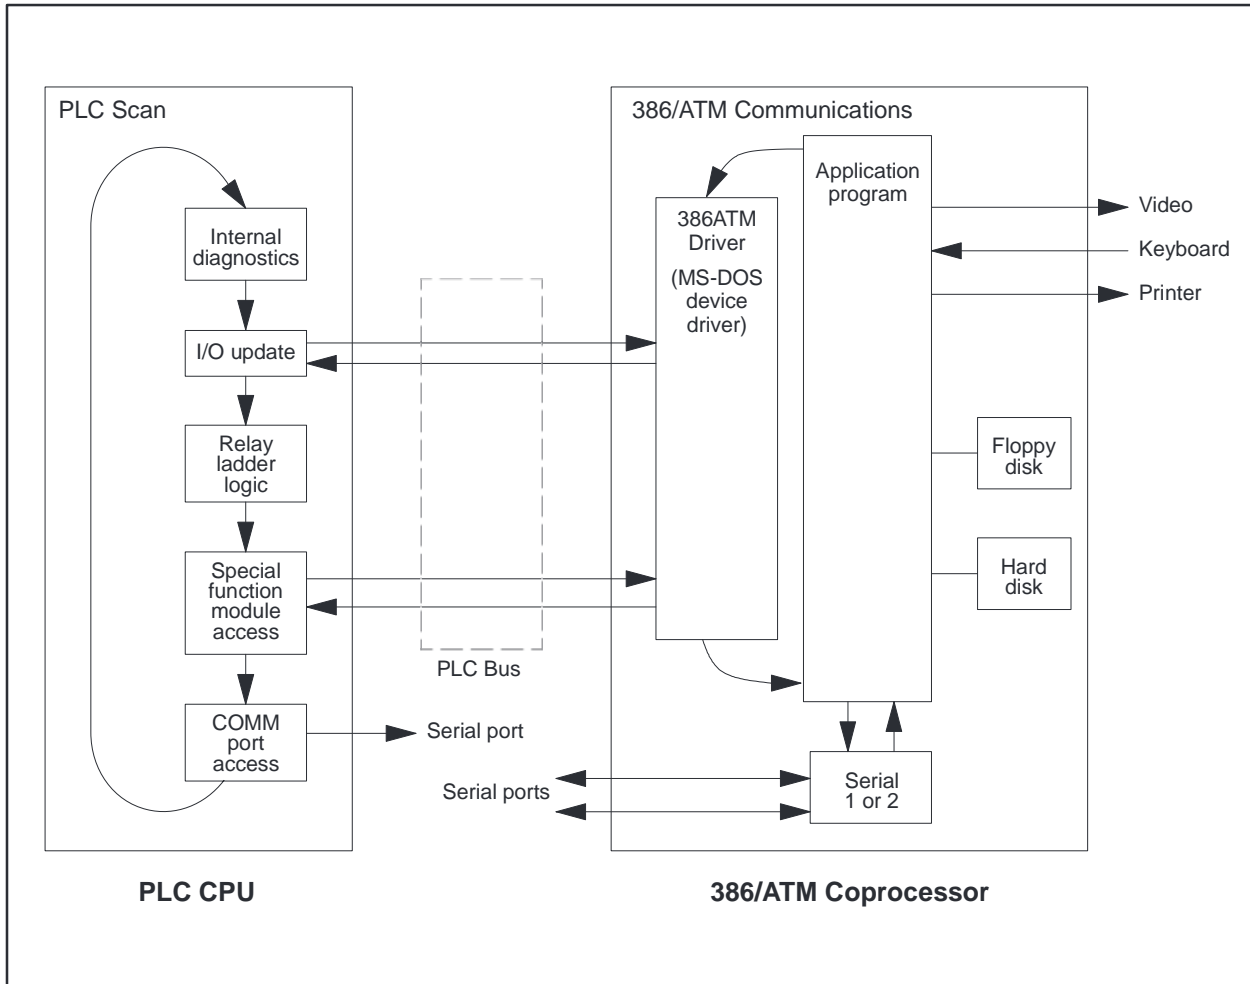 PLC Scan
Internal
diagnostics
I/O update
Relay
ladder
logic
Special
function
module
access
COMM
port
access
PLC Bus
Serial port
Serial ports
386/ATM Communications
386ATM
Driver
(MS-DOS
device
driver)
Application
program
Video
Keyboard
Printer
Floppy
disk
Hard
disk
Serial
1 or 2
PLC CPU
386/ATM Coprocessor